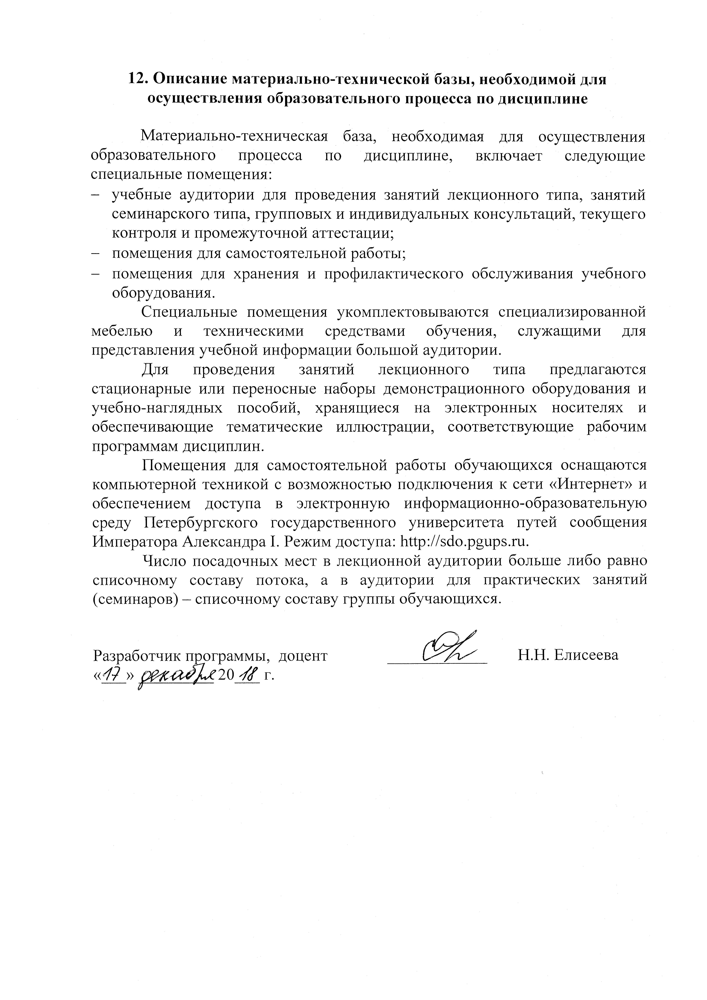 12. Описание материально-технической базы, необходимой для
осуществления образовательного процесса по дисциплине
Материально-техническая база, необходимая для осуществления
образовательного процесса по дисциплине, включает следующие
специальные помещения:
– учебные аудитории для проведения занятий лекционного типа, занятий
семинарского типа, групповых и индивидуальных консультаций, текущего
контроля и промежуточной аттестации;
– помещения для самостоятельной работы;
– помещения для хранения и профилактического обслуживания учебного
оборудования.
Специальные помещения укомплектовываются специализированной
мебелью и техническими средствами обучения, служащими для
представления учебной информации большой аудитории.
Для проведения занятий лекционного типа предлагаются
стационарные или переносные наборы демонстрационного оборудования и
учебно-наглядных пособий, хранящиеся на электронных носителях и
обеспечивающие тематические иллюстрации, соответствующие рабочим
программам дисциплин.
Помещения для самостоятельной работы обучающихся оснащаются
компьютерной техникой с возможностью подключения к сети «Интернет» и
обеспечением доступа в электронную информационно-образовательную
среду Петербургского государственного университета путей сообщения
Императора Александра I. Режим доступа: http://sdo.pgups.ru.
Число посадочных мест в лекционной аудитории больше либо равно
списочному составу потока, а в аудитории для практических занятий
(семинаров) – списочному составу группы обучающихся.
Разработчик программы, доцент Н.Н. Елисеева
«17» декабря 2018 г.